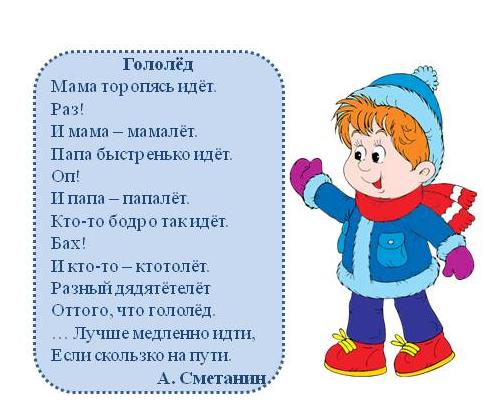 Гололёд
Мама торопясь идёт.
Раз!
И мама – мамалёт.
Папа быстренько идёт.
Оп!
И папа – папалёт.
Кто-то бодро так идёт.
Бах!
И кто-то – ктотолёт.
Разный дядятётелёт
Оттого, что гололёд.
… Лучше медленно идти,
Если скользко на пути.
А. Сметанин